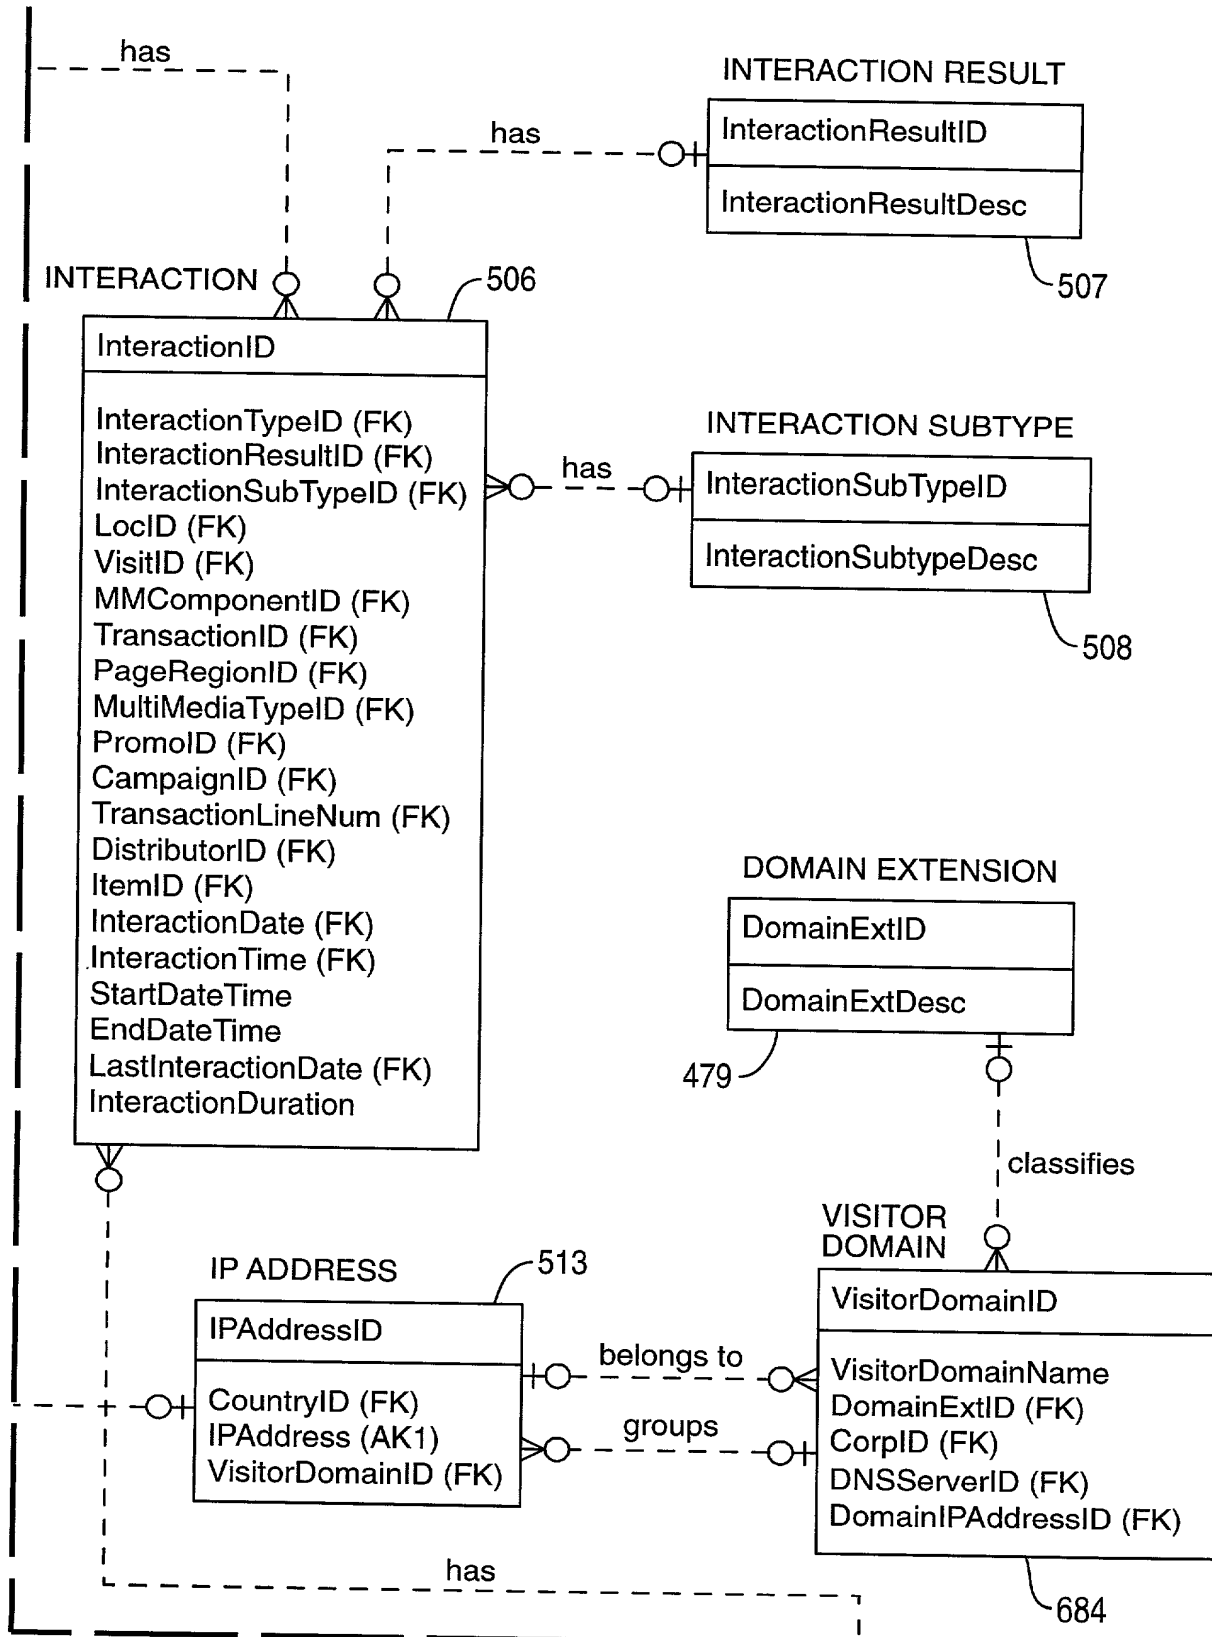 has
INTERACTION RESULT
InteractionResultID
InteractionResultDesc
507
has
INTERACTION
506
InteractionID
InteractionTypeID (FK)
InteractionResultID (FK)
InteractionSubTypeID (FK)
LocID (FK)
VisitID (FK)
MMComponentID (FK)
TransactionID (FK)
PageRegionID (FK)
MultiMediaTypeID (FK)
PromoID (FK)
CampaignID (FK)
TransactionLineNum (FK)
DistributorID (FK)
ItemID (FK)
InteractionDate (FK)
InteractionTime (FK)
StartDateTime
EndDateTime
LastInteractionDate (FK)
InteractionDuration
has
INTERACTION SUBTYPE
InteractionSubTypeID
InteractionSubtypeDesc
508
DOMAIN EXTENSION
DomainExtID
DomainExtDesc
479
classifies
VISITOR
DOMAIN
VisitorDomainID
VisitorDomainName
DomainExtID (FK)
CorpID (FK)
DNSServerID (FK)
DomainIPAddressID (FK)
684
IP ADDRESS
513
IPAddressID
CountryID (FK)
IPAddress (AK1)
VisitorDomainID (FK)
belongs to
groups
has